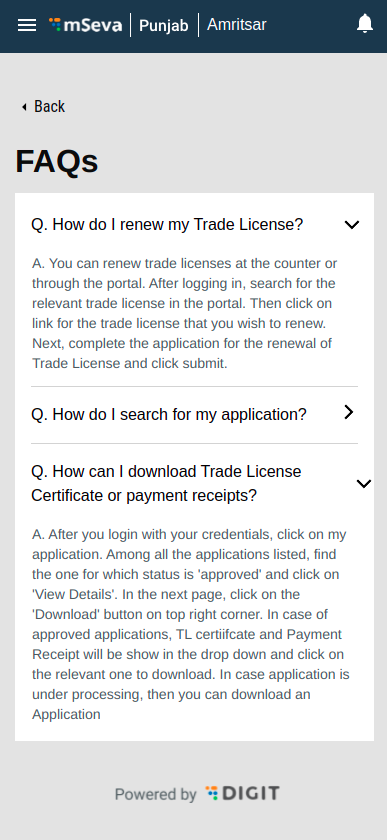 mSeva Punjab Amritsar
Back
FAQs
Q. How do I renew my Trade License?
A. You can renew trade licenses at the counter or
through the portal. After logging in, search for the
relevant trade license in the portal. Then click on
link for the trade license that you wish to renew.
Next, complete the application for the renewal of
Trade License and click submit.
Q. How do I search for my application?
Q. How can I download Trade License
Certificate or payment receipts?
A. After you login with your credentials, click on my
application. Among all the applications listed, find
the one for which status is 'approved' and click on
'View Details'. In the next page, click on the
'Download' button on top right corner. In case of
approved applications, TL certiifcate and Payment
Receipt will be show in the drop down and click on
the relevant one to download. In case application is
under processing, then you can download an
Application
Powered by DIGIT